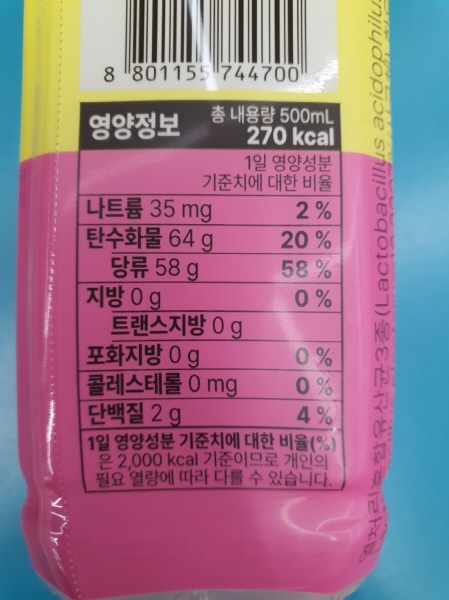 8 801155 744700
영양정보 총 내용량 500mL
270 kcal
1일 영양성분
기준치에 대한 비율
나트륨 35 mg 2 %
탄수화물 64 g 20 %
당류 58 g 58 %
지방 0 g 0 %
트랜스지방 0 g
포화지방 0 g 0 %
콜레스테롤 0 mg 0 %
단백질 2 g 4 %
1일 영양성분 기준치에 대한 비율(%)
은 2,000 kcal 기준이므로 개인의
필요 열량에 따라 다를 수 있습니다.
유산균 3종(Lactobacillus acidophilus